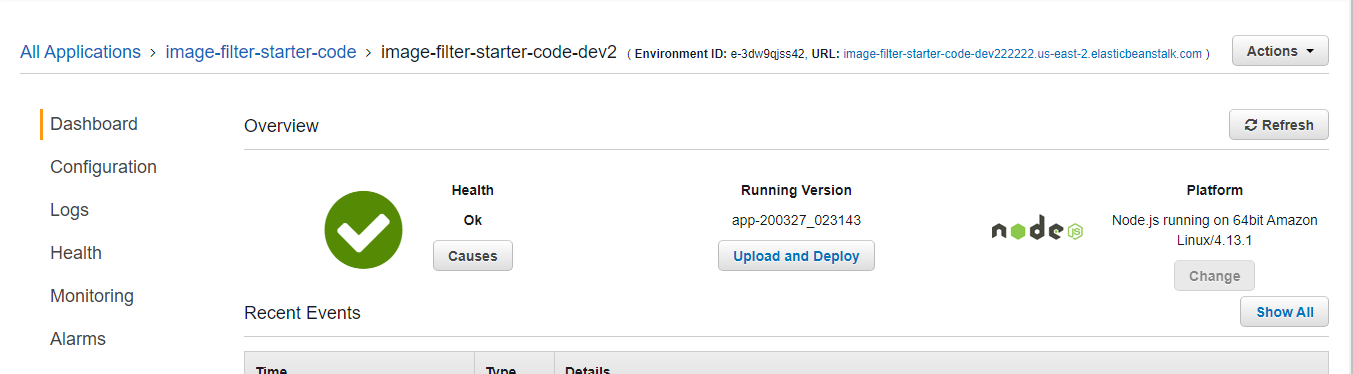 All Applications > image-filter-starter-code > image-filter-starter-code-dev2 ( Environment ID: e-3dw9qjss42, URL: image-filter-starter-code-dev222222.us-east-2.elasticbeanstalk.com ) Actions
Dashboard
Configuration
Logs
Health
Monitoring
Alarms
Overview Refresh
Health
Ok
Causes
Running Version
app-200327_023143
Upload and Deploy
node JS
Platform
Node.js running on 64bit Amazon
Linux/4.13.1
Change
Recent Events Show All
Time Type Details